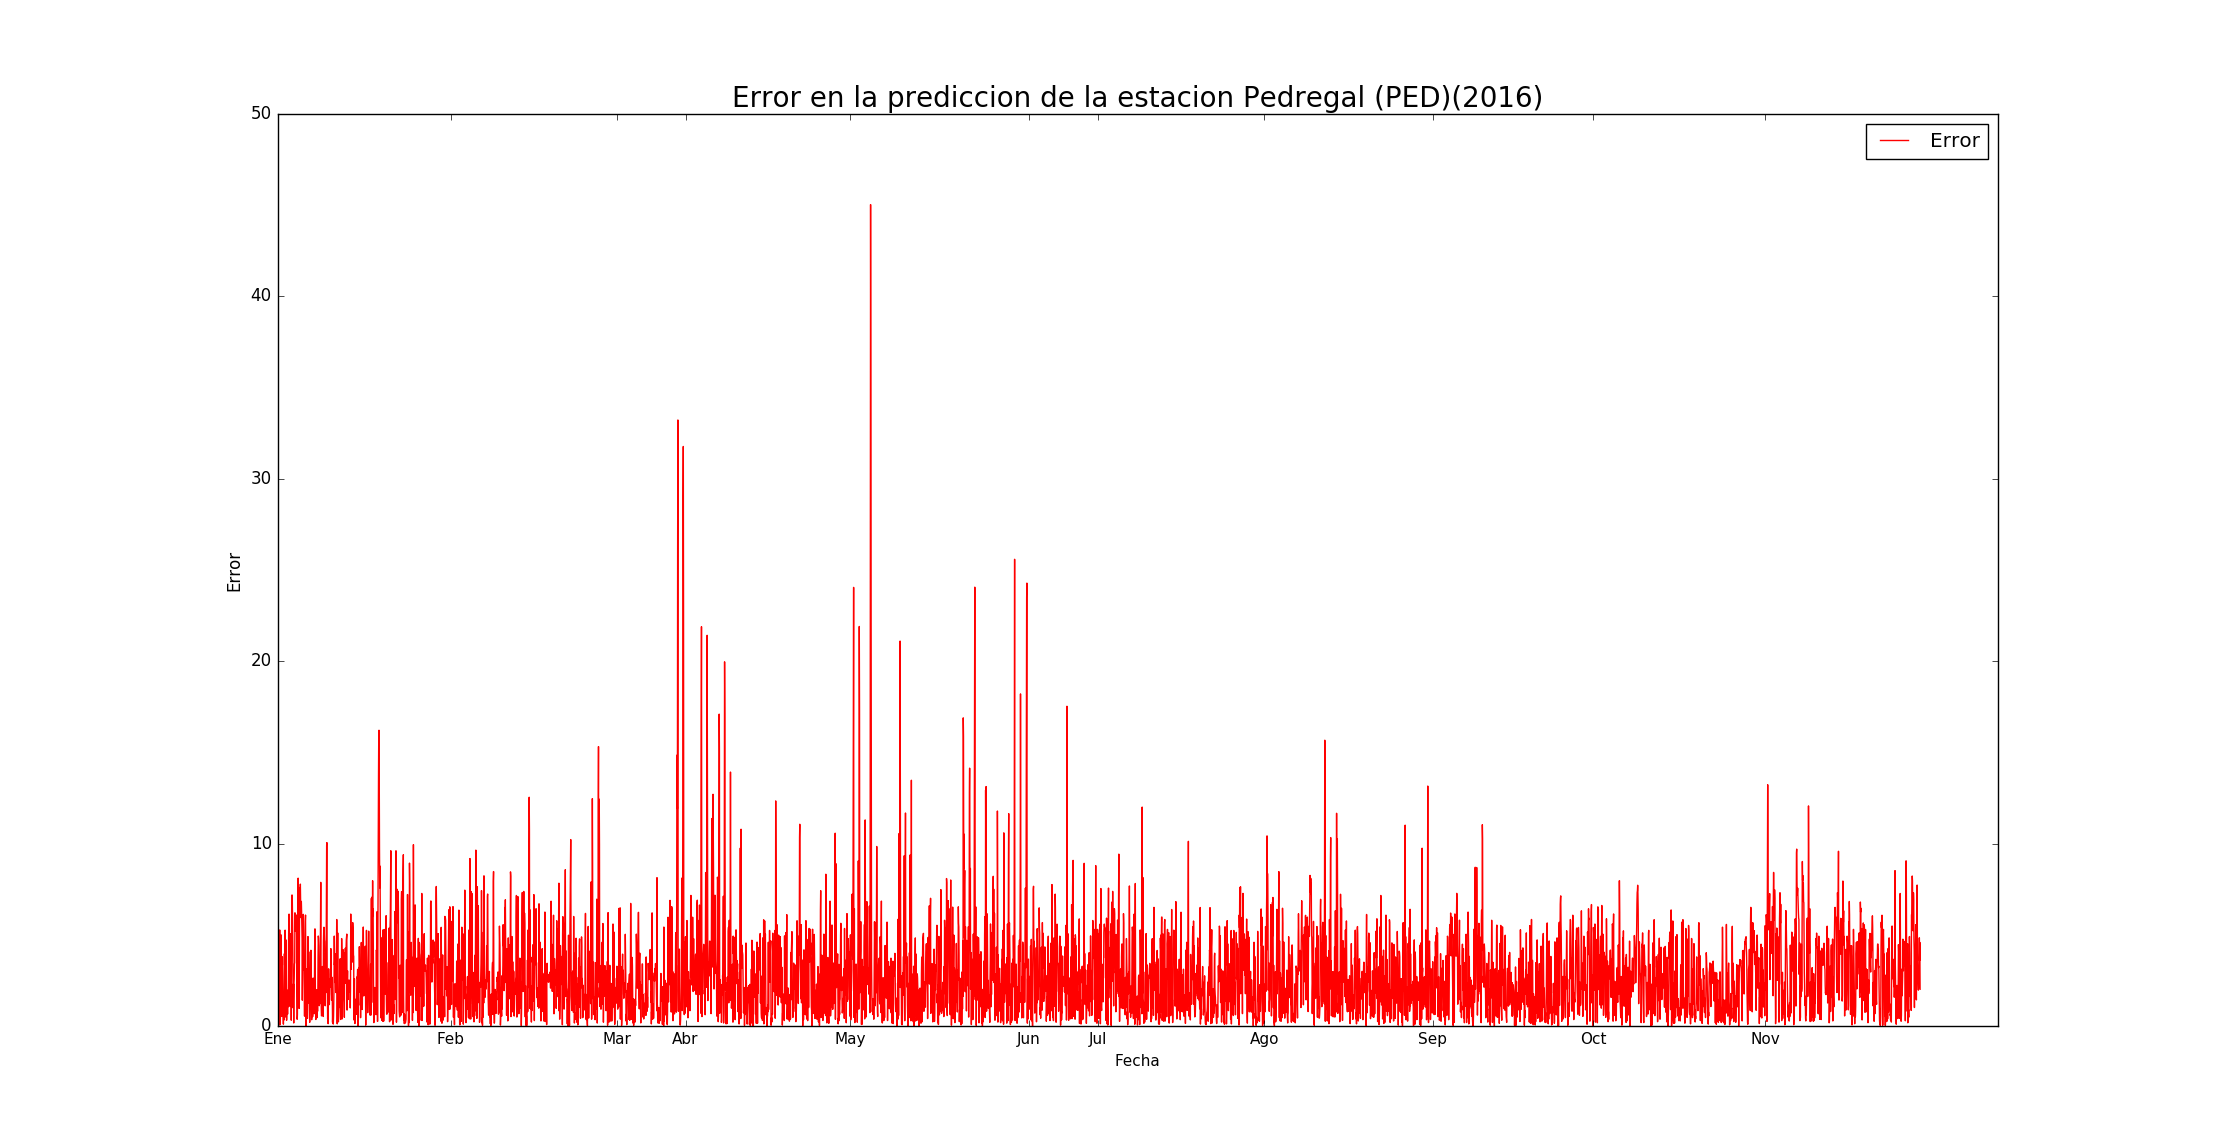 Error en la prediccion de la estacion Pedregal (PED)(2016)
50
Error
40
30
Error
20
10
0
Ene Feb Mar Abr May Jun Jul Ago Sep Oct Nov
Fecha